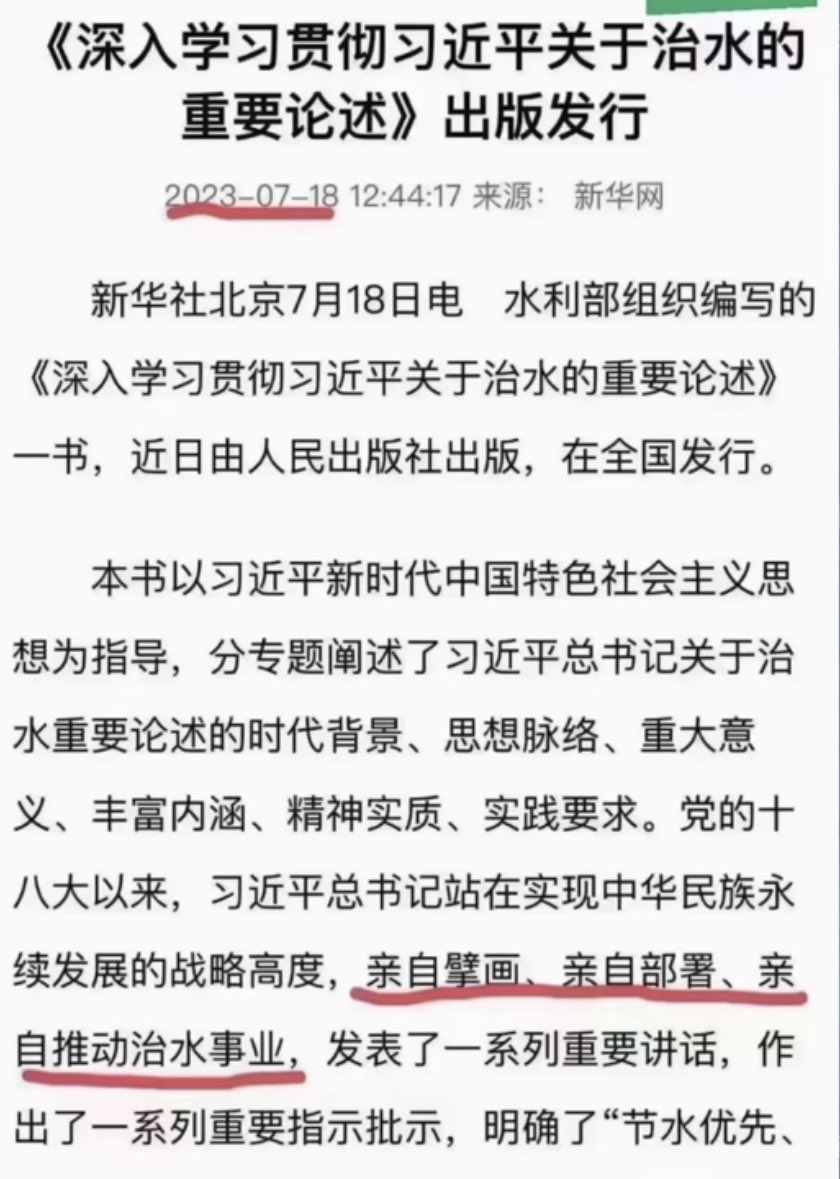 《深入学习贯彻习近平关于治水的
重要论述》出版发行
2023-07-18 12:44:17 来源： 新华网
新华社北京7月18日电　水利部组织编写的
《深入学习贯彻习近平关于治水的重要论述》
一书，近日由人民出版社出版，在全国发行。
本书以习近平新时代中国特色社会主义思
想为指导，分专题阐述了习近平总书记关于治
水重要论述的时代背景、思想脉络、重大意
义、丰富内涵、精神实质、实践要求。党的十
八大以来，习近平总书记站在实现中华民族永
续发展的战略高度，亲自擘画、亲自部署、亲
自推动治水事业，发表了一系列重要讲话，作
出了一系列重要指示批示，明确了“节水优先、